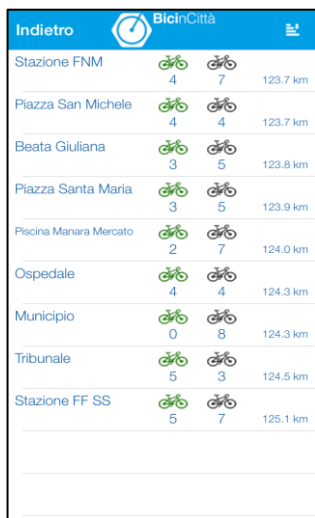 Indietro BicinCittà
Stazione FNM
4 7 123.7 km
Piazza San Michele
4 4 123.7 km
Beata Giuliana
3 5 123.8 km
Piazza Santa Maria
3 5 123.9 km
Piscina Manara Mercato
2 7 124.0 km
Ospedale
4 4 124.3 km
Municipio
0 8 124.3 km
Tribunale
5 3 124.5 km
Stazione FF SS
5 7 125.1 km